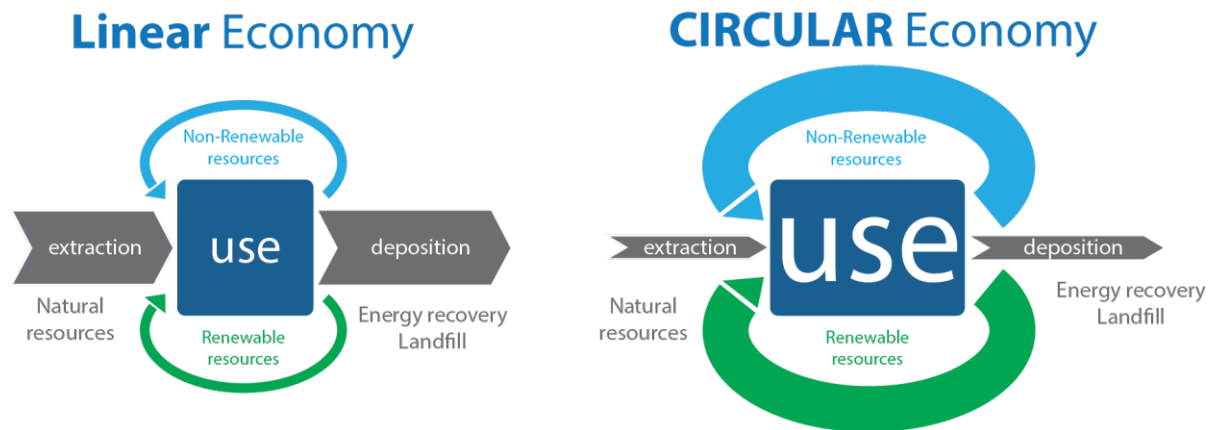 Linear Economy
Non-Renewable
resources
extraction
use
deposition
Natural
resources
Energy recovery
Landfill
Renewable
resources
CIRCULAR Economy
Non-Renewable
resources
extraction
use
deposition
Natural
resources
Energy recovery
Landfill
Renewable
resources